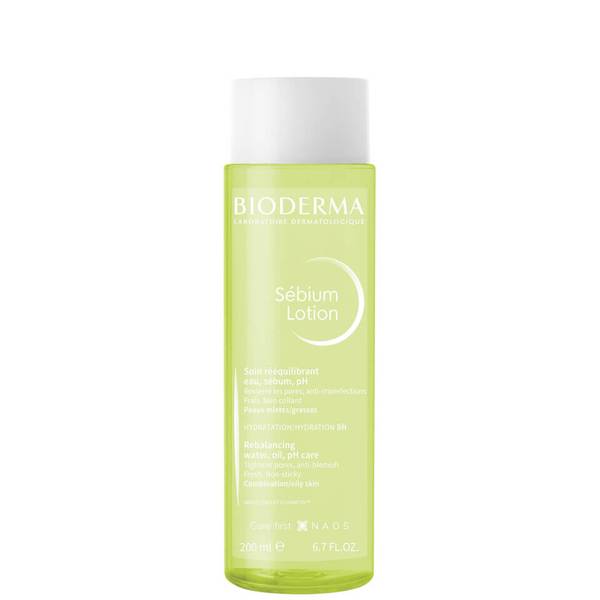 BIODERMA
LABORATOIRE DERMATOLOGIQUE
Sébium
Lotion
Soin rééquilibrant
eau, sébum, pH
Resserre les pores, anti-imperfections
Frais, Non-collant
Peaux mixtes/grasses
HYDRATATION/HYDRATION 8h
Rebalancing
water, oil, pH care
Tightens pores, anti-blemish
Fresh, Non-sticky
Combination/oily skin
Care first NAOS
200 ml ℮ 6.7 FL.OZ.